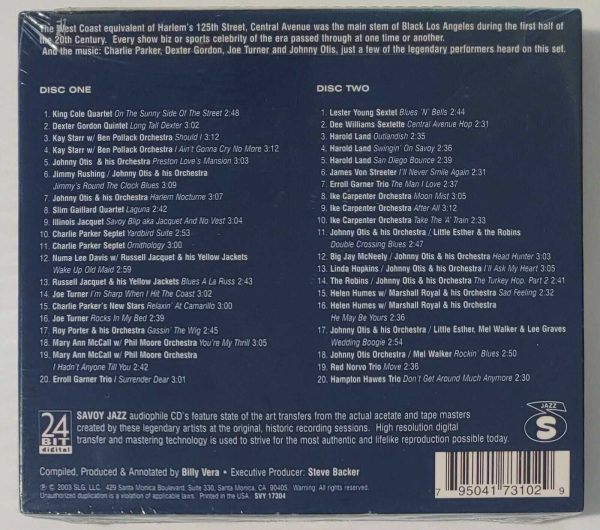 The West Coast equivalent of Harlem's 125th Street, Central Avenue was the main stem of Black Los Angeles during the first half of
the 20th Century. Every show biz or sports celebrity of the era passed through at one time or another.
And the music: Charlie Parker, Dexter Gordon, Joe Turner and Johnny Otis, just a few of the legendary performers heard on this set.
DISC ONE
1. King Cole Quartet On The Sunny Side Of The Street 2:48
2. Dexter Gordon Quintet Long Tall Dexter 3:02
3. Kay Starr w/ Ben Pollack Orchestra Should I 3:12
4. Kay Starr w/ Ben Pollack Orchestra I Ain't Gonna Cry No More 3:12
5. Johnny Otis & his Orchestra Preston Love's Mansion 3:03
6. Jimmy Rushing / Johnny Otis & his Orchestra
Jimmy's Round The Clock Blues 3:09
7. Johnny Otis & his Orchestra Harlem Nocturne 3:17
8. Slim Gaillard Quartet Laguna 2:42
9. Illinois Jacquet Savoy Blip aka Jacquet And No Vest 3:04
10. Charlie Parker Septet Yardbird Suite 2:53
11. Charlie Parker Septet Ornithology 3:00
12. Numa Lee Davis w/ Russell Jacquet & his Yellow Jackets
Wake Up Old Maid 2:59
13. Russell Jacquet & his Yellow Jackets Blues A La Russ 2:43
14. Joe Turner I'm Sharp When I Hit The Coast 3:02
15. Charlie Parker's New Stars Relaxin' At Camarillo 3:03
16. Joe Turner Rocks In My Bed 2:39
17. Roy Porter & his Orchestra Gassin' The Wig 2:45
18. Mary Ann McCall w/ Phil Moore Orchestra You're My Thrill 3:05
19. Mary Ann McCall w/ Phil Moore Orchestra
I Hadn't Anyone Till You 2:42
20. Erroll Garner Trio I Surrender Dear 3:01
DISC TWO
1. Lester Young Sextet Blues 'N' Bells 2:44
2. Dee Williams Sextette Central Avenue Hop 2:31
3. Harold Land Outlandish 2:35
4. Harold Land Swingin' On Savoy 2:36
5. Harold Land San Diego Bounce 2:39
6. James Von Streeter I'll Never Smile Again 2:31
7. Erroll Garner Trio The Man I Love 2:37
8. Ike Carpenter Orchestra Moon Mist 3:05
9. Ike Carpenter Orchestra After All 3:12
10. Ike Carpenter Orchestra Take The 'A' Train 2:33
11. Johnny Otis & his Orchestra / Little Esther & the Robins
Double Crossing Blues 2:47
12. Big Jay McNeely / Johnny Otis & his Orchestra Head Hunter 3:03
13. Linda Hopkins / Johnny Otis & his Orchestra I'll Ask My Heart 3:05
14. The Robins / Johnny Otis & his Orchestra The Turkey Hop, Part 2 2:41
15. Helen Humes w/ Marshall Royal & his Orchestra Sad Feeling 2:32
16. Helen Humes w/ Marshall Royal & his Orchestra
He May Be Yours 2:36
17. Johnny Otis & his Orchestra / Little Esther, Mel Walker & Lee Graves
Wedding Boogie 2:54
18. Johnny Otis Orchestra / Mel Walker Rockin' Blues 2:50
19. Red Norvo Trio Move 2:36
20. Hampton Hawes Trio Don't Get Around Much Anymore 2:30
24
BIT
digital
SAVOY JAZZ audiophile CD's feature state of the art transfers from the actual acetate and tape masters
created by these legendary artists at the original, historic recording sessions. High resolution digital
transfer and mastering technology is used to strive for the most authentic and lifelike reproduction possible today.
JAZZ
S
Compiled, Produced & Annotated by Billy Vera • Executive Producer: Steve Backer
℗ © 2003 SLG, LLC. 429 Santa Monica Boulevard, Suite 330, Santa Monica, CA 90405. Warning: All rights reserved.
Unauthorized duplication is a violation of applicable laws. Printed in the USA. SVY 17304
7 95041 73102 9